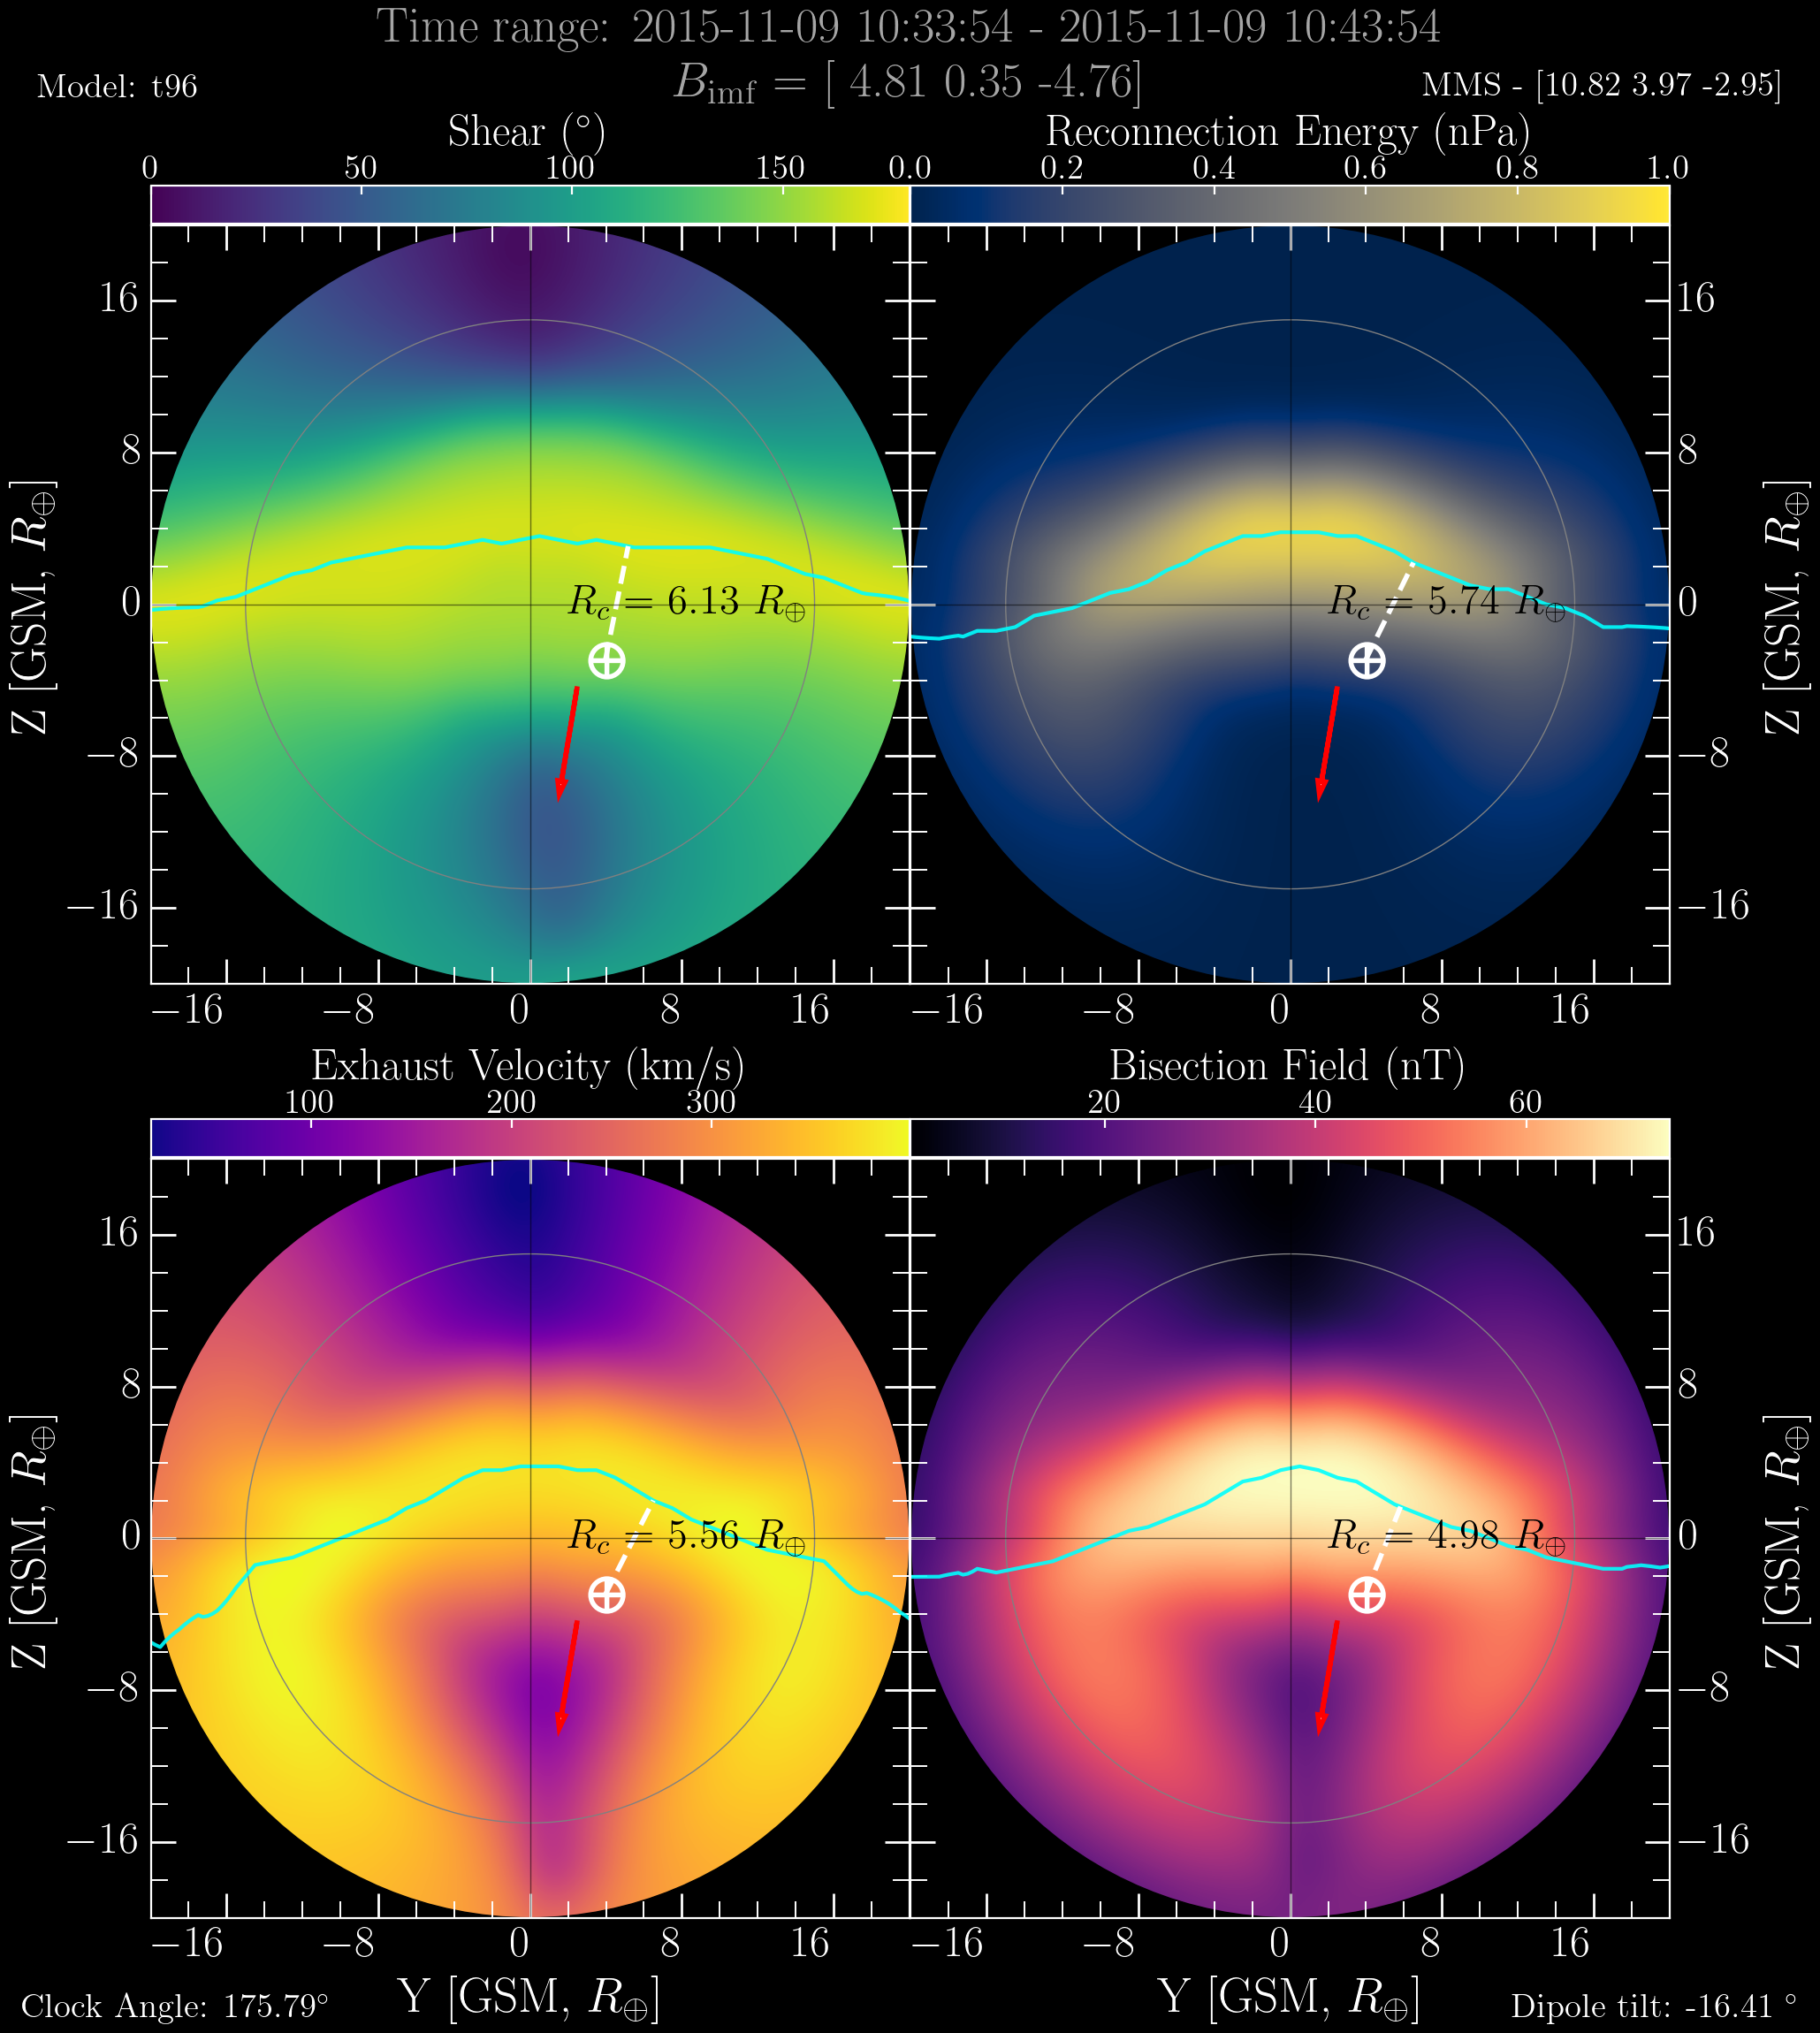 Time range: 2015-11-09 10:33:54 - 2015-11-09 10:43:54
Model: t96
B_imf = [ 4.81 0.35 -4.76]
MMS - [10.82 3.97 -2.95]
Shear (°)
Reconnection Energy (nPa)
0 50 100 150
0.0 0.2 0.4 0.6 0.8 1.0
16
8
0
−8
−16
Z [GSM, R⊕]
R_c = 6.13 R⊕
−16 −8 0 8 16
R_c = 5.74 R⊕
16
8
0
−8
−16
Z [GSM, R⊕]
−16 −8 0 8 16
Exhaust Velocity (km/s)
Bisection Field (nT)
100 200 300
20 40 60
16
8
0
−8
−16
Z [GSM, R⊕]
R_c = 5.56 R⊕
−16 −8 0 8 16
Y [GSM, R⊕]
R_c = 4.98 R⊕
16
8
0
−8
−16
Z [GSM, R⊕]
−16 −8 0 8 16
Y [GSM, R⊕]
Clock Angle: 175.79°
Dipole tilt: -16.41 °